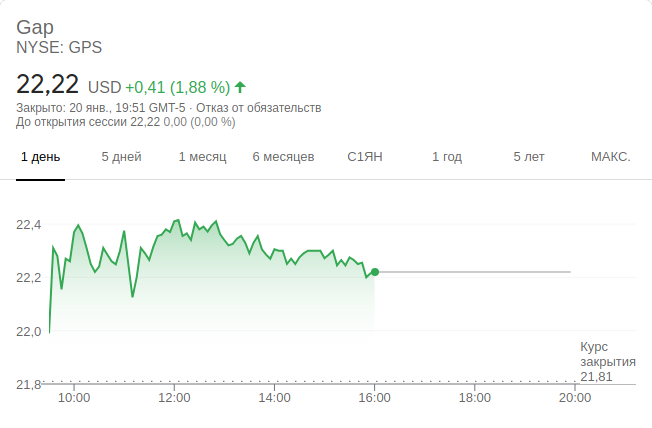 Gap
NYSE: GPS
22,22 USD +0,41 (1,88 %)
Закрыто: 20 янв., 19:51 GMT-5 · Отказ от обязательств
До открытия сессии 22,22 0,00 (0,00 %)
1 день 5 дней 1 месяц 6 месяцев С1ЯН 1 год 5 лет МАКС.
22,4
22,2
22,0
Курс
закрытия
21,81
21,8
10:00 12:00 14:00 16:00 18:00 20:00